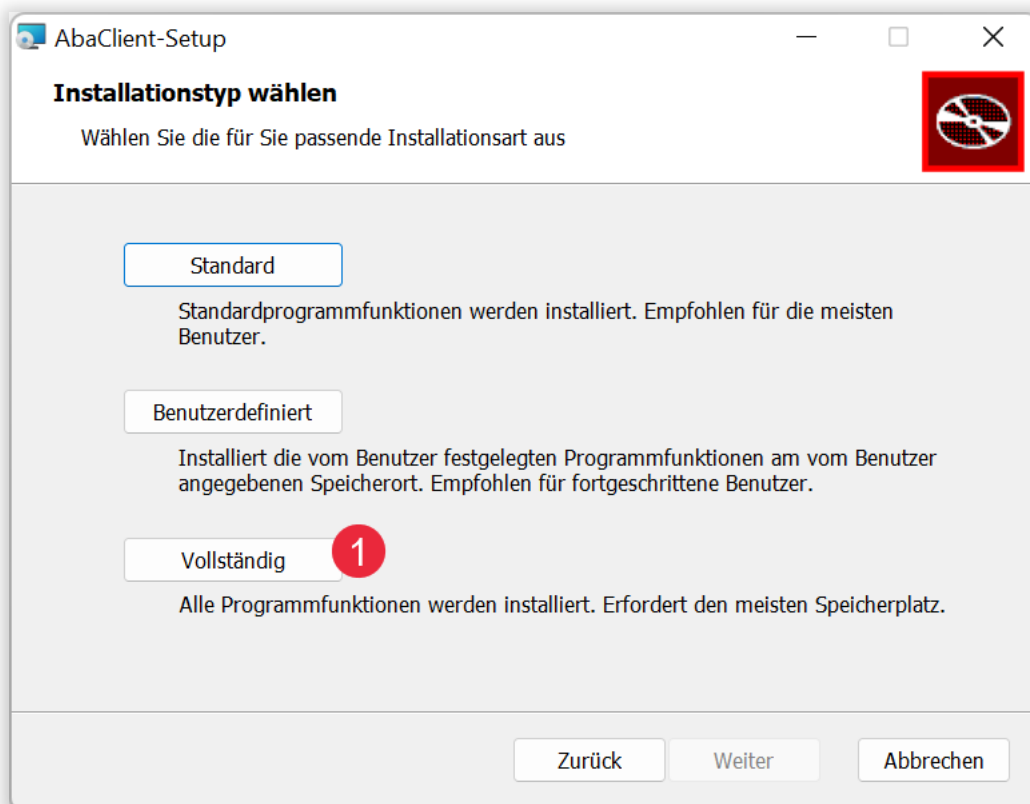 AbaClient-Setup
Installationstyp wählen
Wählen Sie die für Sie passende Installationsart aus
Standard
Standardprogrammfunktionen werden installiert. Empfohlen für die meisten
Benutzer.
Benutzerdefiniert
Installiert die vom Benutzer festgelegten Programmfunktionen am vom Benutzer
angegebenen Speicherort. Empfohlen für fortgeschrittene Benutzer.
Vollständig 1
Alle Programmfunktionen werden installiert. Erfordert den meisten Speicherplatz.
Zurück Weiter Abbrechen